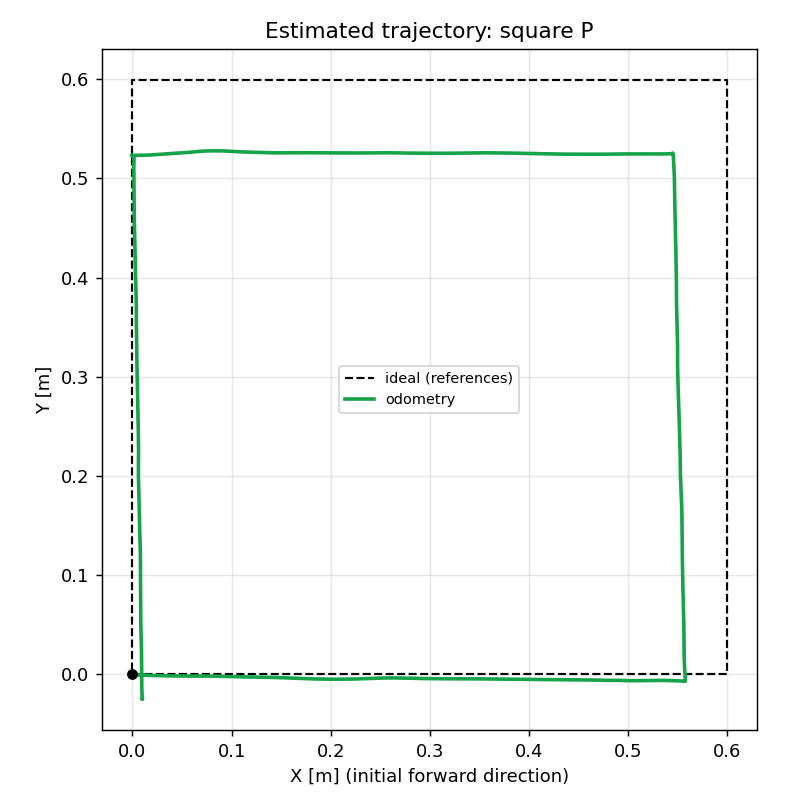 Estimated trajectory: square P
0.6
0.5
0.4
0.3
0.2
0.1
0.0
Y [m]
ideal (references)
odometry
0.0 0.1 0.2 0.3 0.4 0.5 0.6
X [m] (initial forward direction)